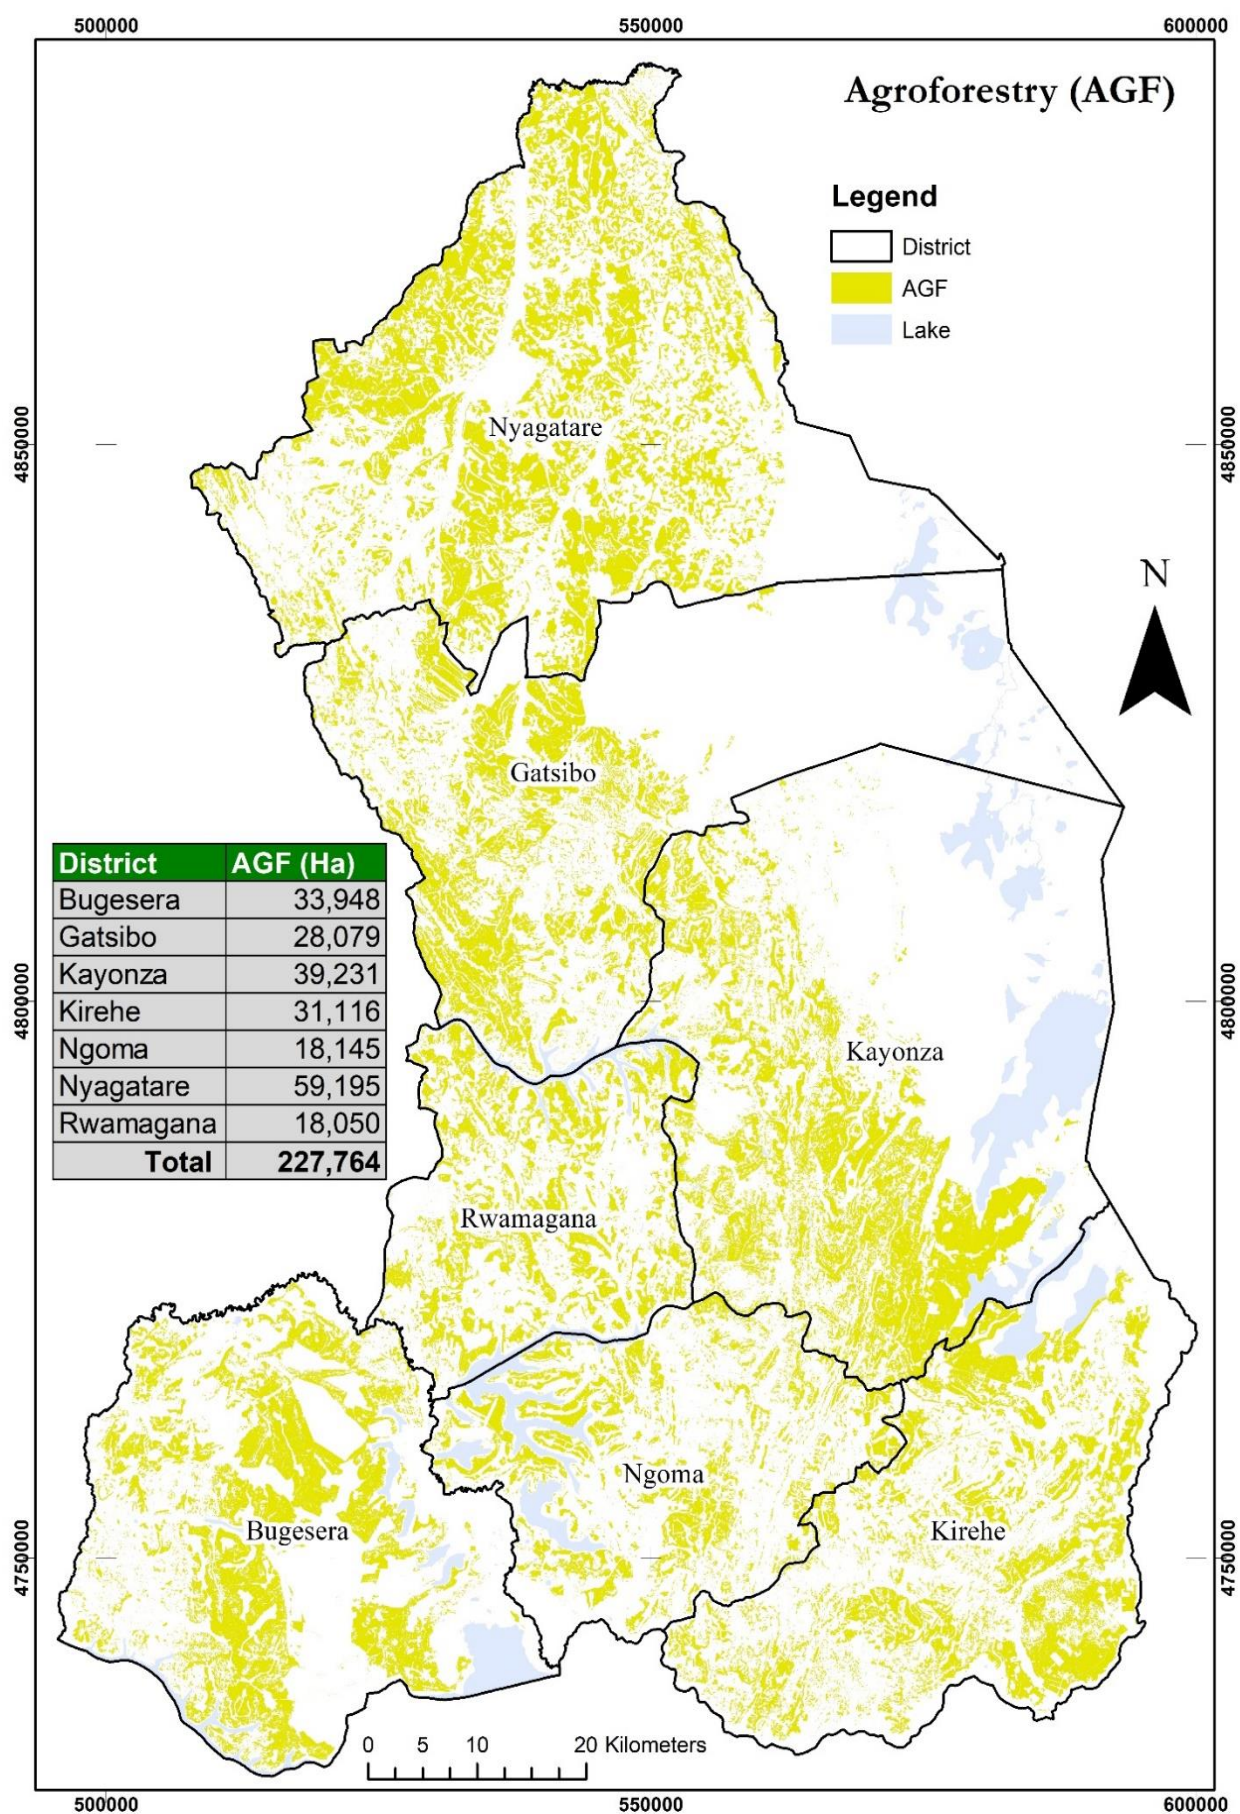 500000 550000 600000
Agroforestry (AGF)
Legend
District
AGF
Lake
Nyagatare
4850000 4850000
N
Gatsibo
District AGF (Ha)
Bugesera 33,948
Gatsibo 28,079
Kayonza 39,231
Kirehe 31,116
Ngoma 18,145
Nyagatare 59,195
Rwamagana 18,050
Total 227,764
4800000 4800000
Kayonza
Rwamagana
Ngoma
Bugesera
Kirehe
4750000 4750000
0 5 10 20 Kilometers
500000 550000 600000